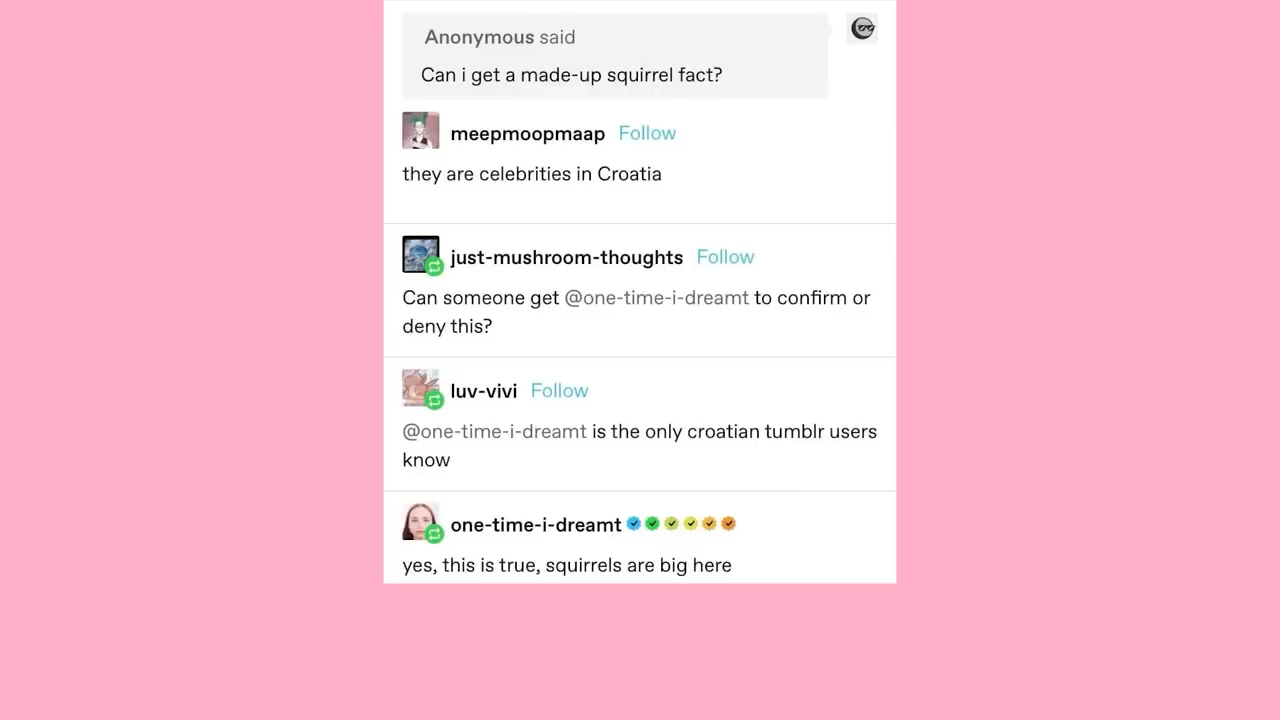 Anonymous said
Can i get a made-up squirrel fact?
meepmoopmaap Follow
they are celebrities in Croatia
just-mushroom-thoughts Follow
Can someone get @one-time-i-dreamt to confirm or
deny this?
luv-vivi Follow
@one-time-i-dreamt is the only croatian tumblr users
know
one-time-i-dreamt
yes, this is true, squirrels are big here